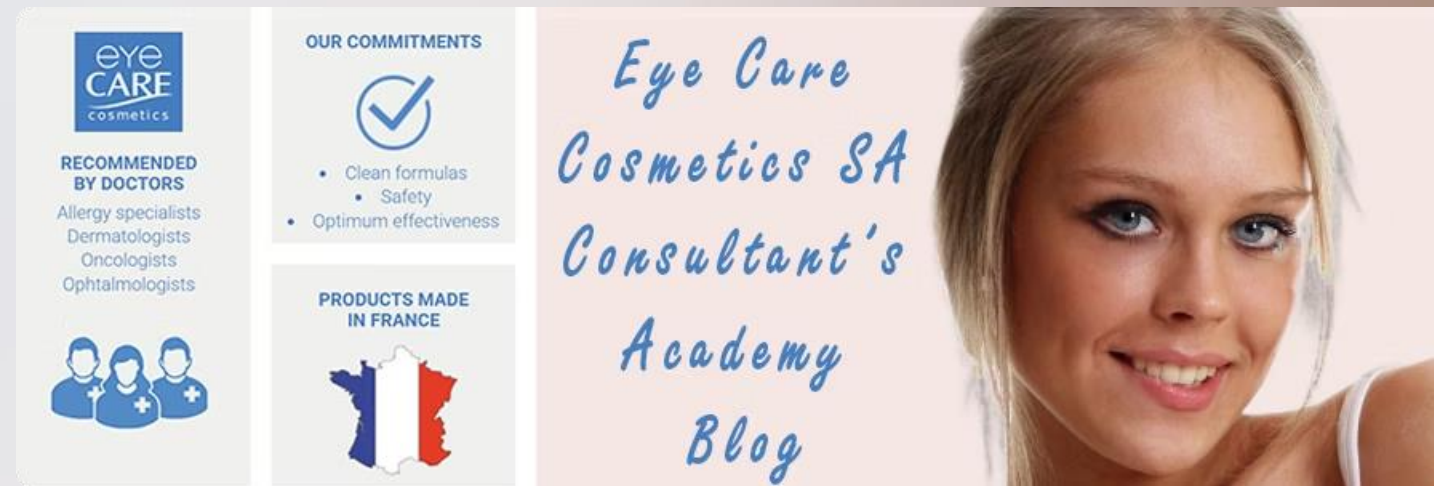 eye
CARE
cosmetics
RECOMMENDED
BY DOCTORS
Allergy specialists
Dermatologists
Oncologists
Ophtalmologists
OUR COMMITMENTS
• Clean formulas
• Safety
• Optimum effectiveness
PRODUCTS MADE
IN FRANCE
Eye Care
Cosmetics SA
Consultant's
Academy
Blog